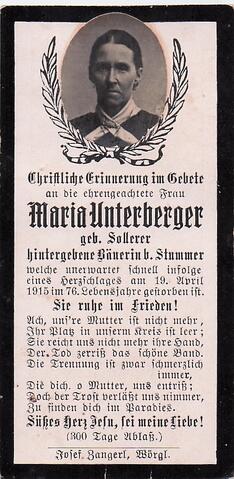 Christliche Erinnerung im Gebete
an die ehrengeachtete Frau
Maria Unterberger
geb. Sollerer
hintergebene Bäuerin b. Stummer
welche unerwartet schnell infolge
eines Herzschlages am 19. April
1915 im 76. Lebensjahre gestorben ist.
Sie ruhe im Frieden!
Ach, uns're Mutter ist nicht mehr,
Ihr Platz in unserm Kreis ist leer;
Sie reicht uns nicht mehr ihre Hand,
Der Tod zerriß das schöne Band.
Die Trennung ist zwar schmerzlich
immer,
Die dich, o Mutter, uns entriß;
Doch der Trost verläßt uns nimmer,
Zu finden dich im Paradies.
Süßes Herz Jesu, sei meine Liebe!
(300 Tage Ablaß.)
Josef Zangerl, Wörgl.